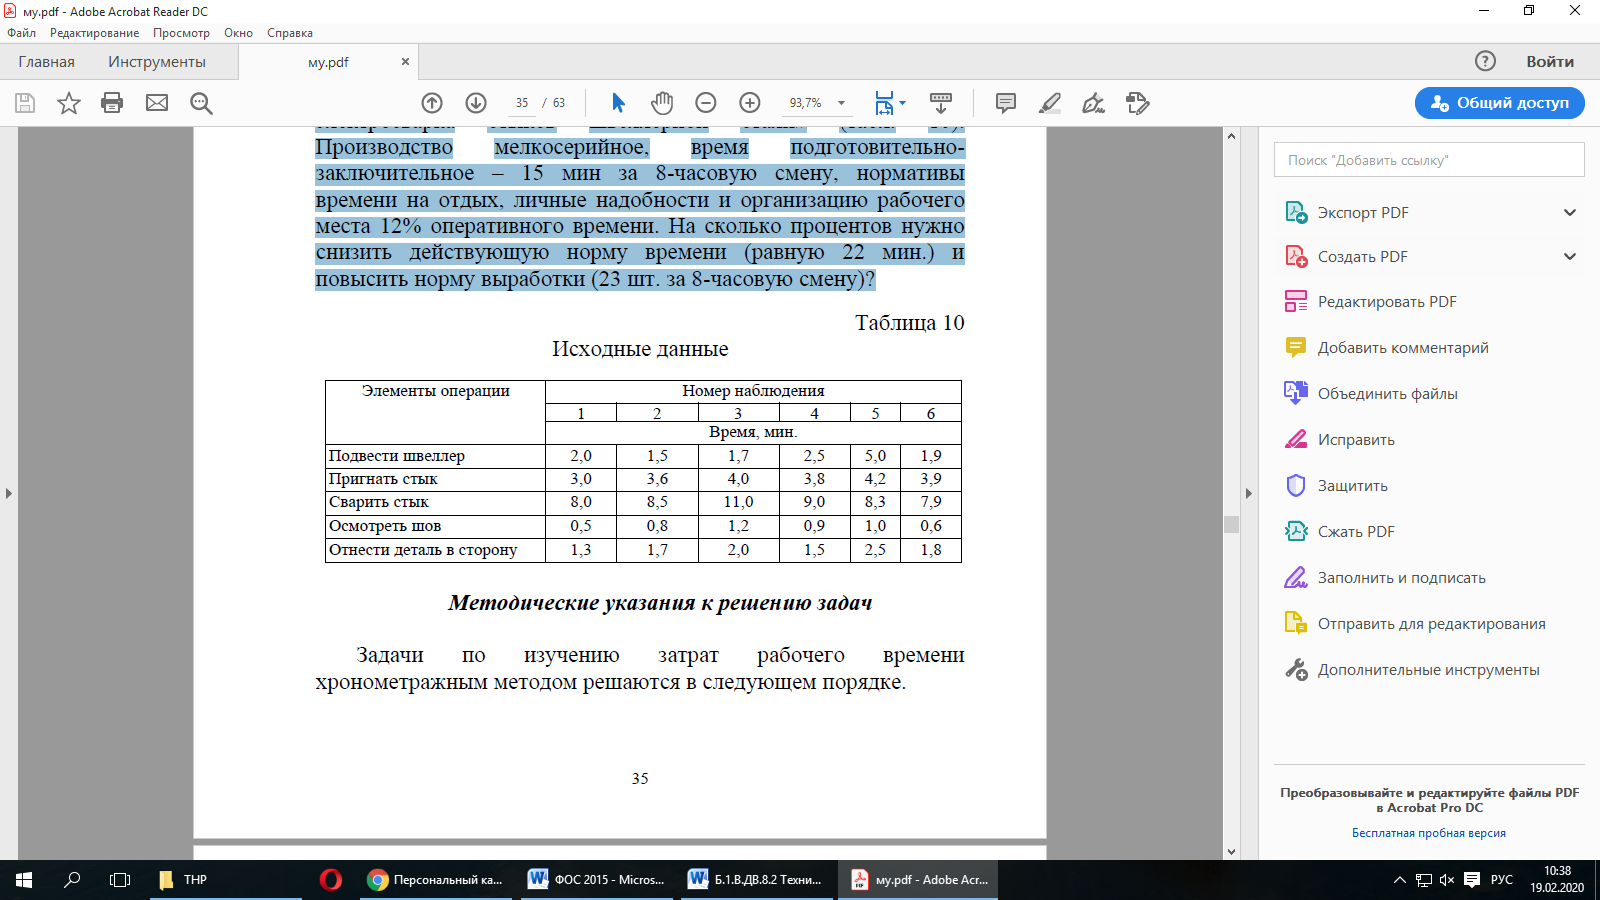 му.pdf - Adobe Acrobat Reader DC
Файл Редактирование Просмотр Окно Справка
Главная Инструменты му.pdf × Войти
35 / 63 93,7% Общий доступ
Производство мелкосерийное, время подготовительно-
заключительное – 15 мин за 8-часовую смену, нормативы
времени на отдых, личные надобности и организацию рабочего
места 12% оперативного времени. На сколько процентов нужно
снизить действующую норму времени (равную 22 мин.) и
повысить норму выработки (23 шт. за 8-часовую смену)?
Таблица 10
Исходные данные
Элементы операции Номер наблюдения
1 2 3 4 5 6
Время, мин.
Подвести швеллер 2,0 1,5 1,7 2,5 5,0 1,9
Пригнать стык 3,0 3,6 4,0 3,8 4,2 3,9
Сварить стык 8,0 8,5 11,0 9,0 8,3 7,9
Осмотреть шов 0,5 0,8 1,2 0,9 1,0 0,6
Отнести деталь в сторону 1,3 1,7 2,0 1,5 2,5 1,8
Методические указания к решению задач
Задачи по изучению затрат рабочего времени
хронометражным методом решаются в следующем порядке.
35
Поиск "Добавить ссылку"
Экспорт PDF
Создать PDF
Редактировать PDF
Добавить комментарий
Объединить файлы
Исправить
Защитить
Сжать PDF
Заполнить и подписать
Отправить для редактирования
Дополнительные инструменты
Преобразовывайте и редактируйте файлы PDF
в Acrobat Pro DC
Бесплатная пробная версия
ТНР Персональный ка... ФОС 2015 - Micros... Б.1.В.ДВ.8.2 Техни... му.pdf - Adobe Acr... РУС 10:38
19.02.2020